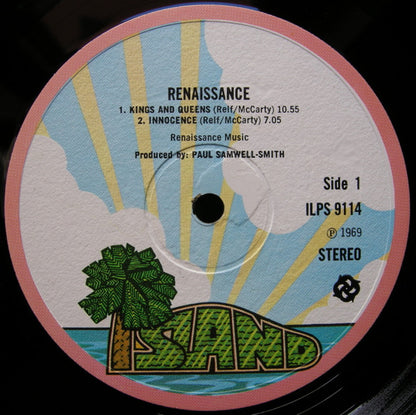 RENAISSANCE
1. KINGS AND QUEENS (Relf/McCarty) 10.55
2. INNOCENCE (Relf/McCarty) 7.05
Renaissance Music
Produced by: PAUL SAMWELL-SMITH
Side 1
ILPS 9114
Ⓟ 1969
STEREO
ISLAND